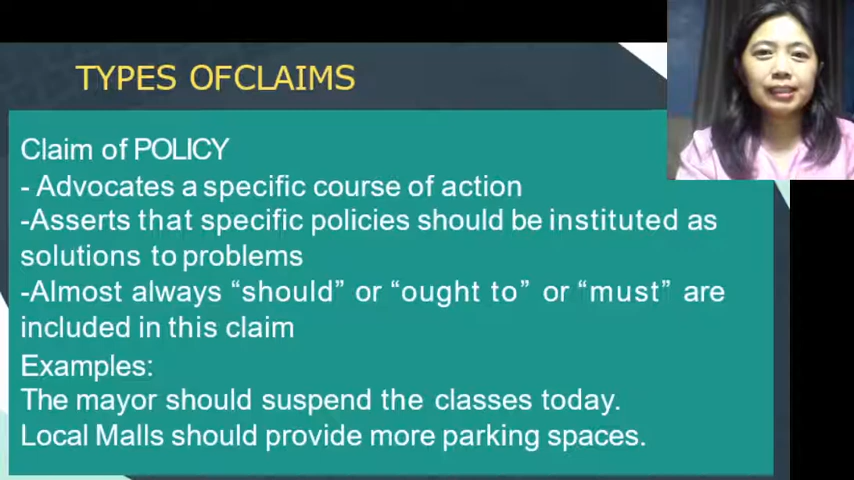 TYPES OFCLAIMS
Claim of POLICY
- Advocates a specific course of action
-Asserts that specific policies should be instituted as
solutions to problems
-Almost always “should” or “ought to” or “must” are
included in this claim
Examples:
The mayor should suspend the classes today.
Local Malls should provide more parking spaces.